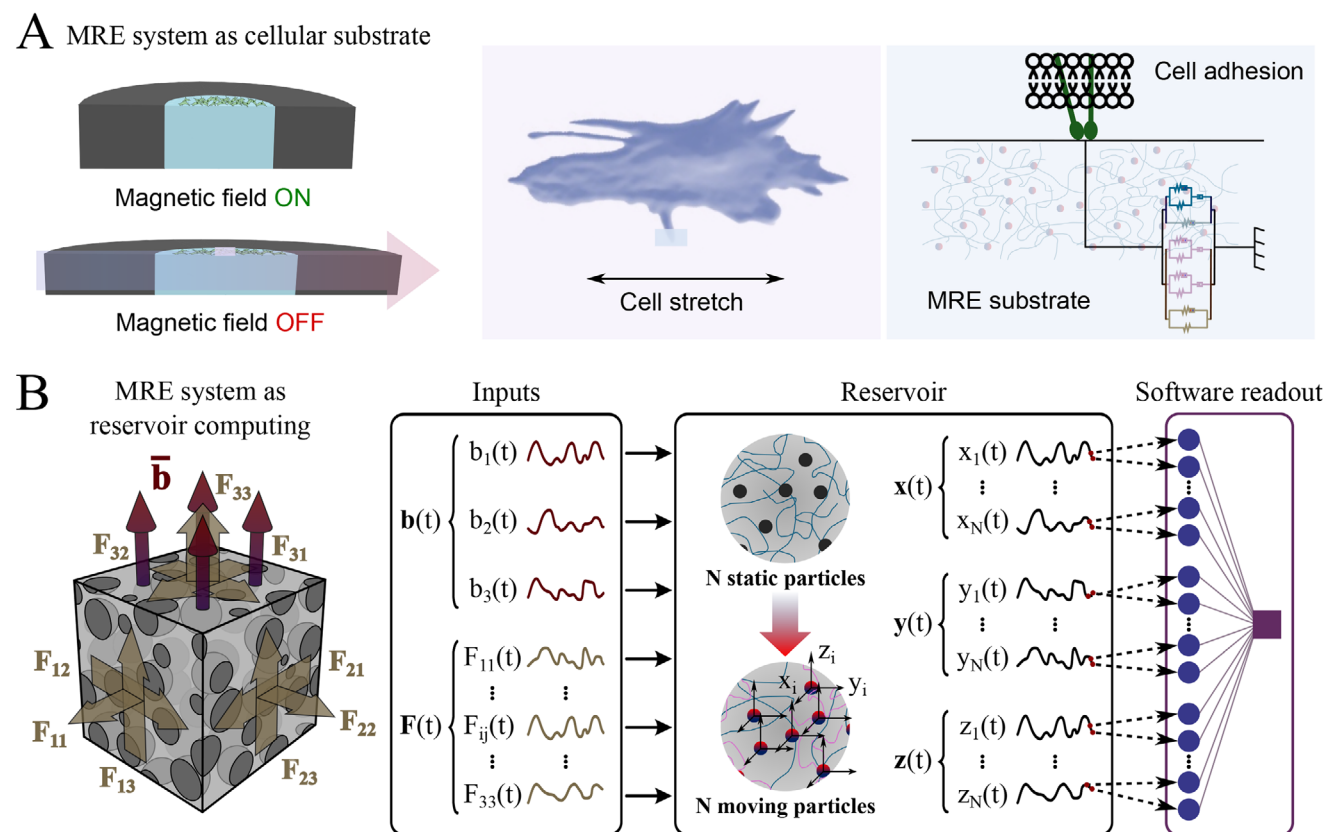 A MRE system as cellular substrate
Magnetic field ON
Magnetic field OFF
Cell stretch
Cell adhesion
MRE substrate
B MRE system as
reservoir computing
b̅
F33
F32
F31
F12
F21
F11
F22
F13
F23
Inputs
b(t)
b1(t)
b2(t)
b3(t)
F(t)
F11(t)
Fij(t)
F33(t)
Reservoir
N static particles
zi
xi
yi
N moving particles
x(t)
x1(t)
xN(t)
y(t)
y1(t)
yN(t)
z(t)
z1(t)
zN(t)
Software readout